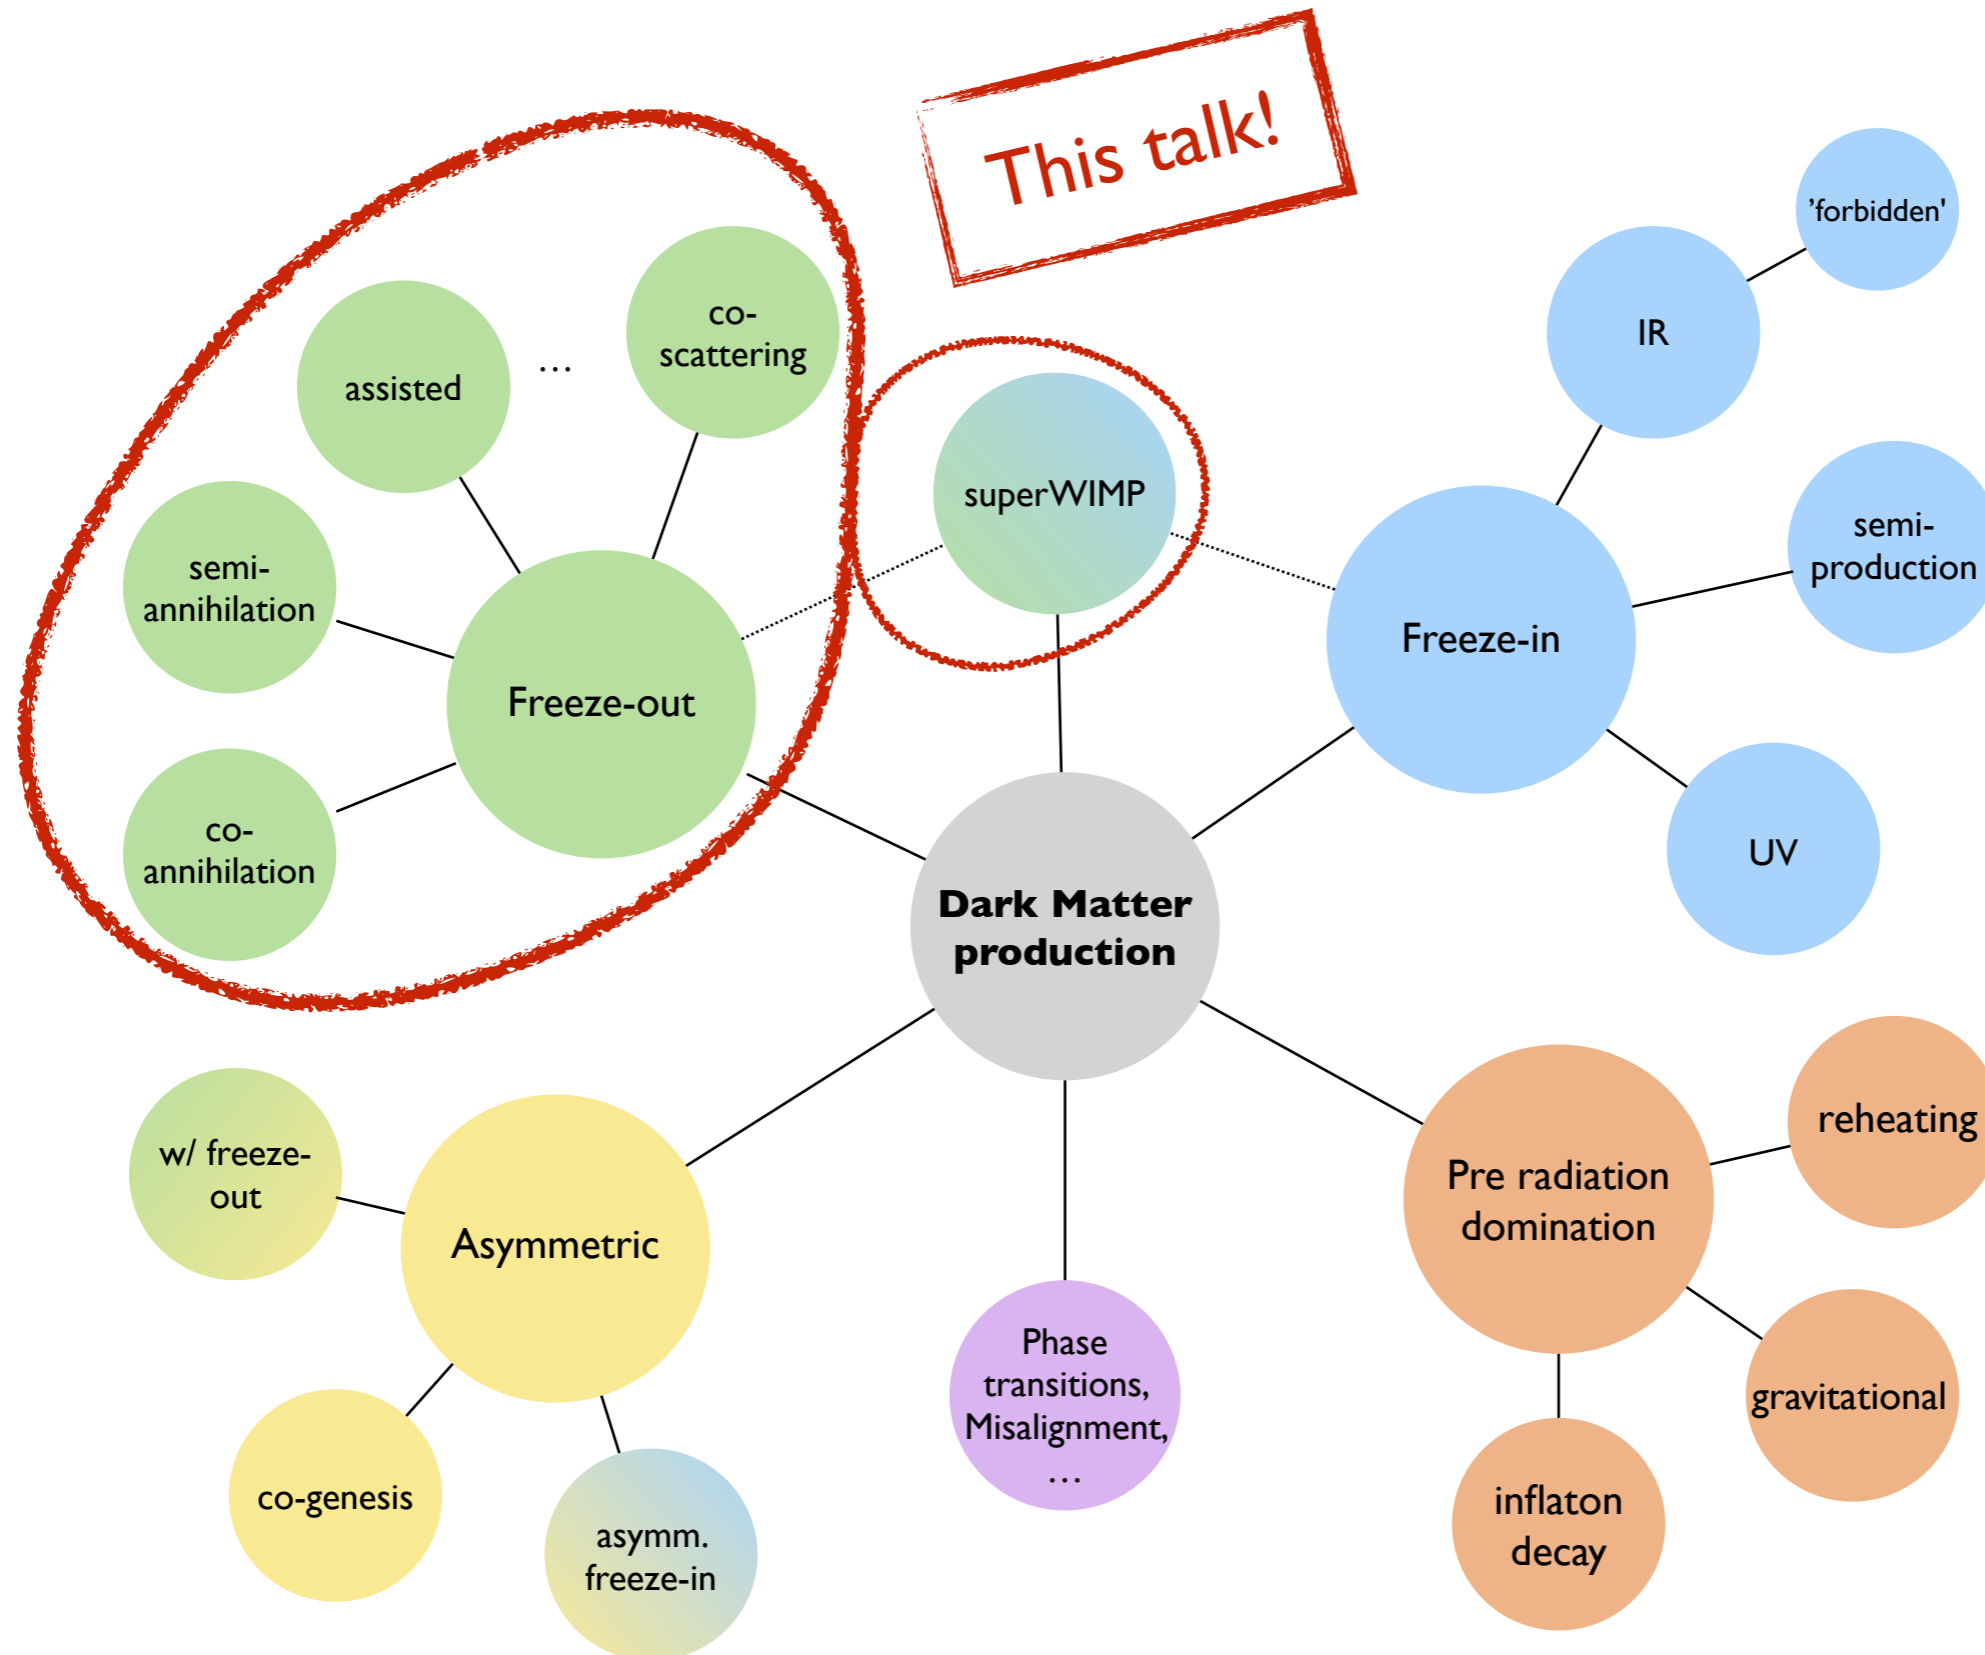 This talk!
'forbidden'
IR
co-
scattering
...
assisted
superWIMP
semi-
production
semi-
annihilation
Freeze-in
Freeze-out
co-
annihilation
UV
Dark Matter
production
reheating
w/ freeze-
out
Pre radiation
domination
Asymmetric
Phase
transitions,
Misalignment,
...
gravitational
co-genesis
inflaton
decay
asymm.
freeze-in